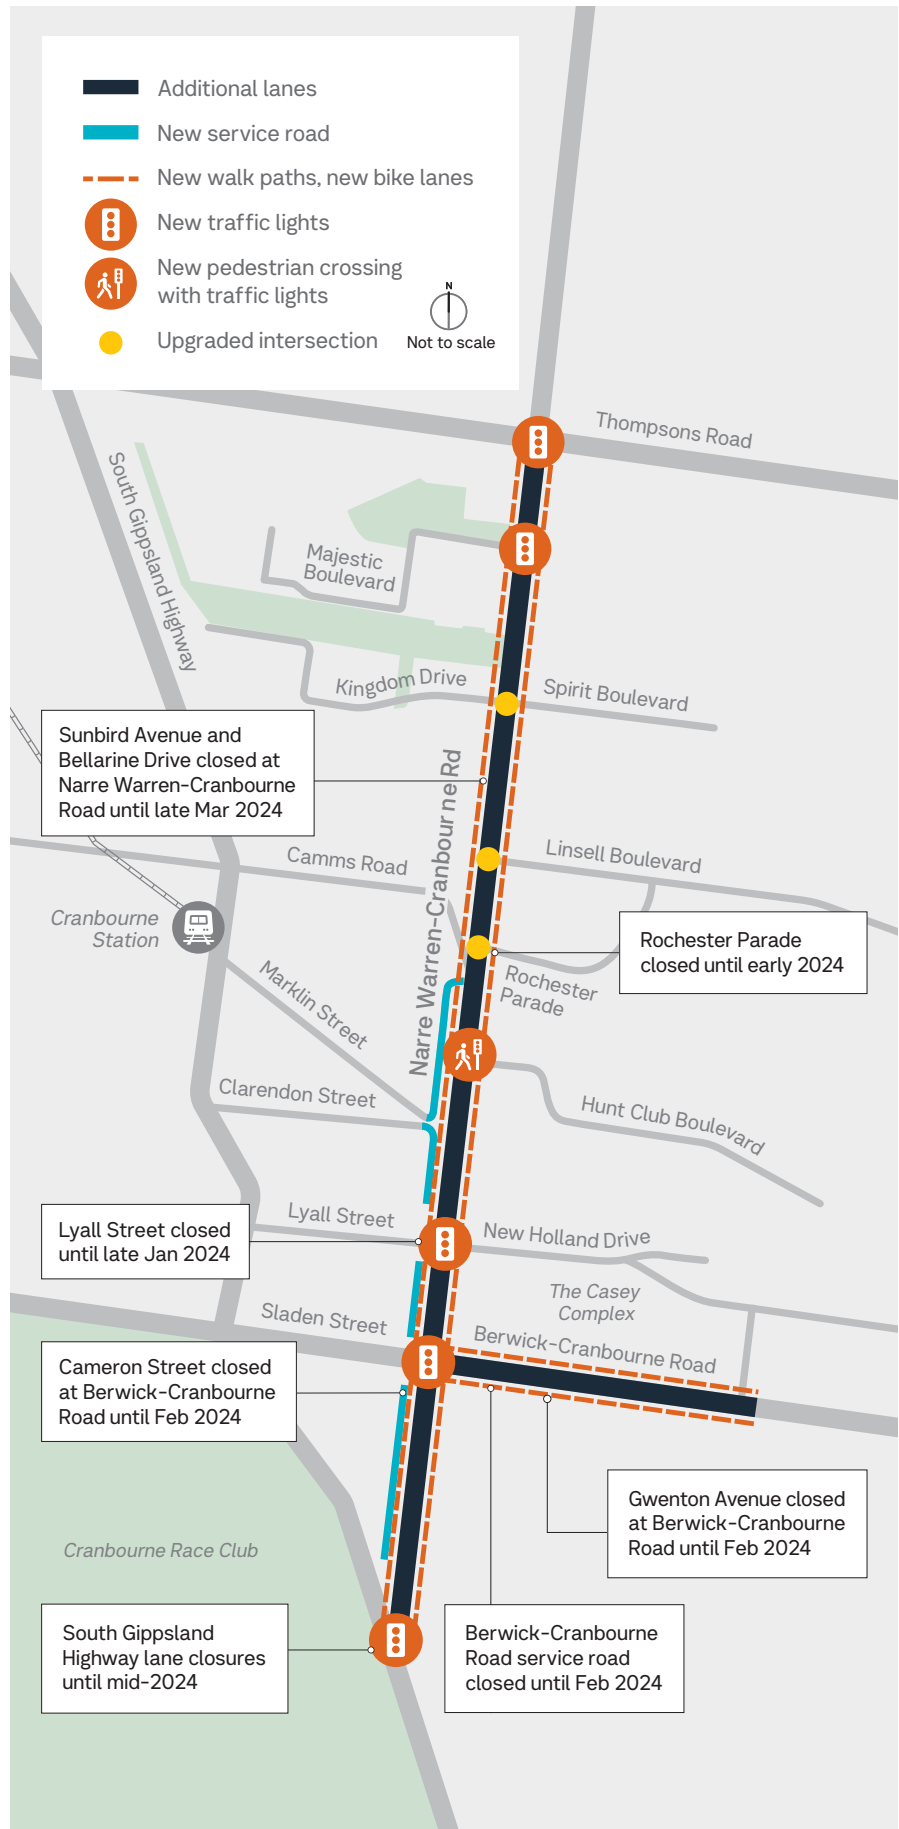 Additional lanes
New service road
New walk paths, new bike lanes
New traffic lights
New pedestrian crossing
with traffic lights
N
Not to scale
Upgraded intersection
Thompsons Road
South Gippsland Highway
Majestic
Boulevard
Kingdom Drive
Spirit Boulevard
Sunbird Avenue and
Bellarine Drive closed at
Narre Warren-Cranbourne
Road until late Mar 2024
Narre Warren-Cranbourne Rd
Camms Road
Linsell Boulevard
Cranbourne
Station
Rochester Parade
closed until early 2024
Marklin Street
Rochester
Parade
Clarendon Street
Hunt Club Boulevard
Lyall Street closed
until late Jan 2024
Lyall Street
New Holland Drive
The Casey
Complex
Sladen Street
Berwick-Cranbourne Road
Cameron Street closed
at Berwick-Cranbourne
Road until Feb 2024
Gwenton Avenue closed
at Berwick-Cranbourne
Road until Feb 2024
Cranbourne Race Club
South Gippsland
Highway lane closures
until mid-2024
Berwick-Cranbourne
Road service road
closed until Feb 2024